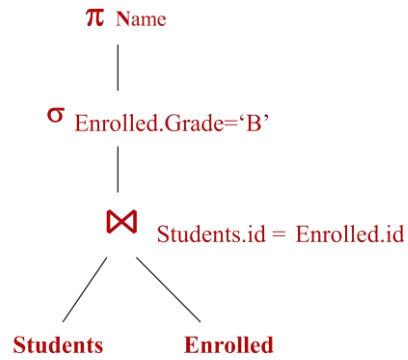 π Name
σ Enrolled.Grade=‘B’
⋈ Students.id = Enrolled.id
Students Enrolled